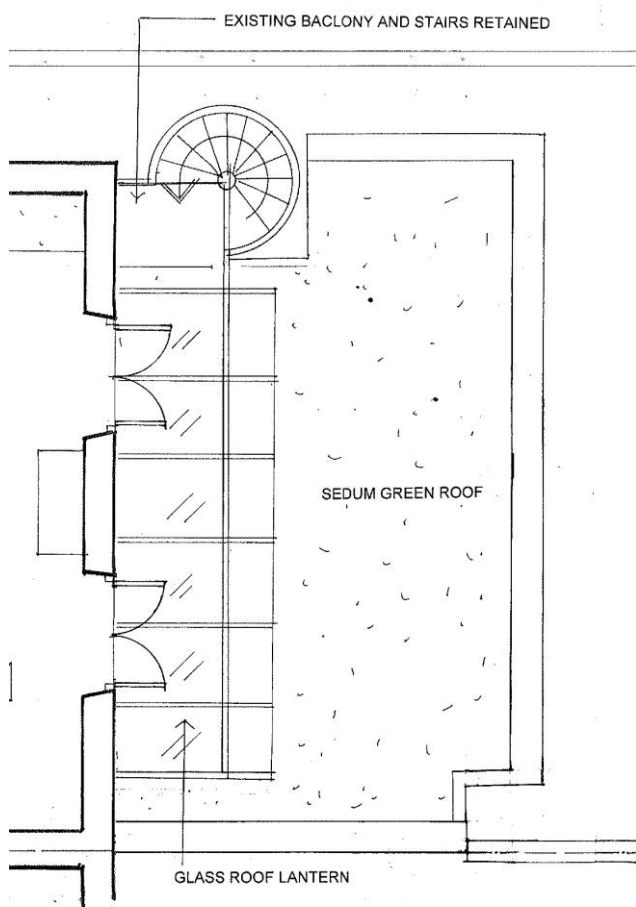 EXISTING BACLONY AND STAIRS RETAINED
SEDUM GREEN ROOF
GLASS ROOF LANTERN